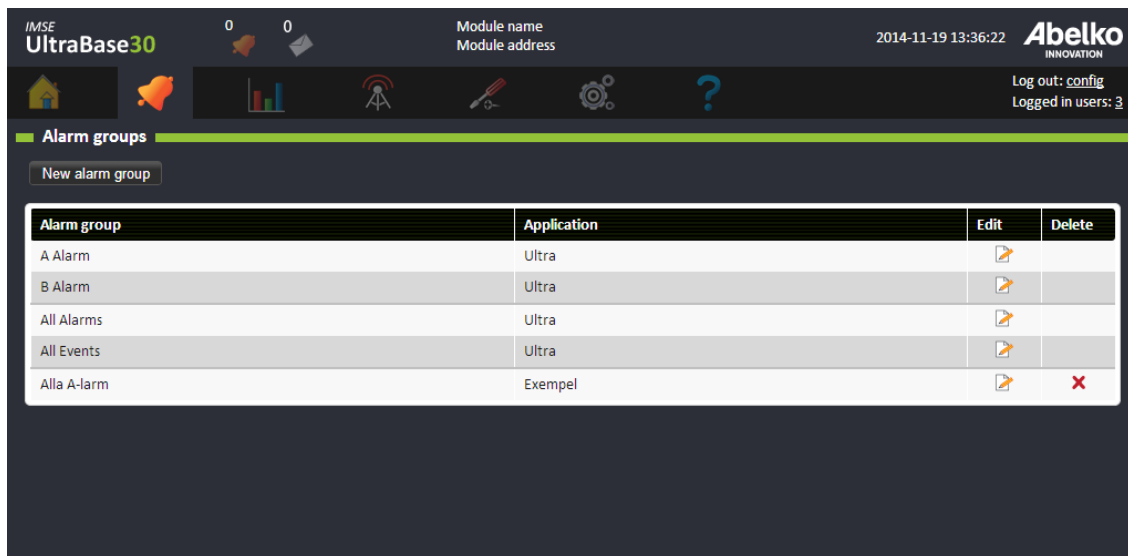 IMSE
UltraBase30
0
0
Module name
Module address
2014-11-19 13:36:22
Abelko
INNOVATION
Log out: config
Logged in users: 3
Alarm groups
New alarm group
Alarm group Application Edit Delete
A Alarm Ultra
B Alarm Ultra
All Alarms Ultra
All Events Ultra
Alla A-larm Exempel